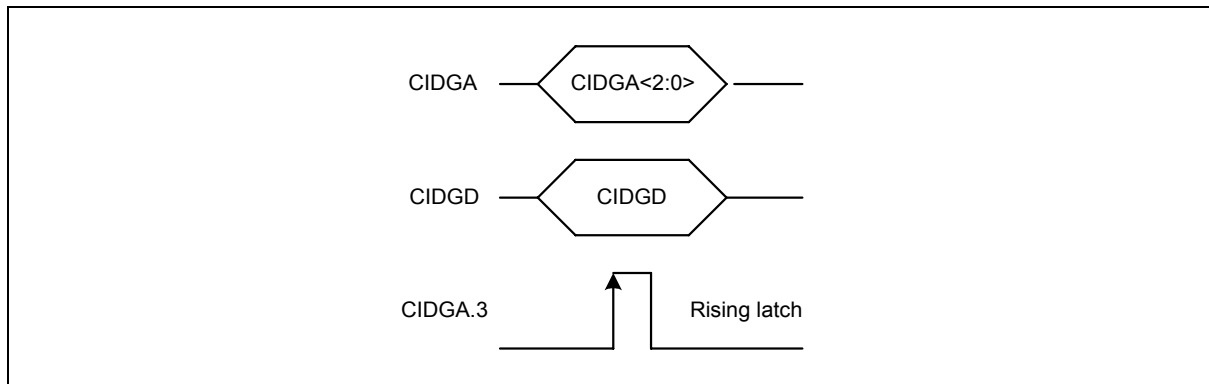 CIDGA CIDGA<2:0>
CIDGD CIDGD
CIDGA.3 Rising latch